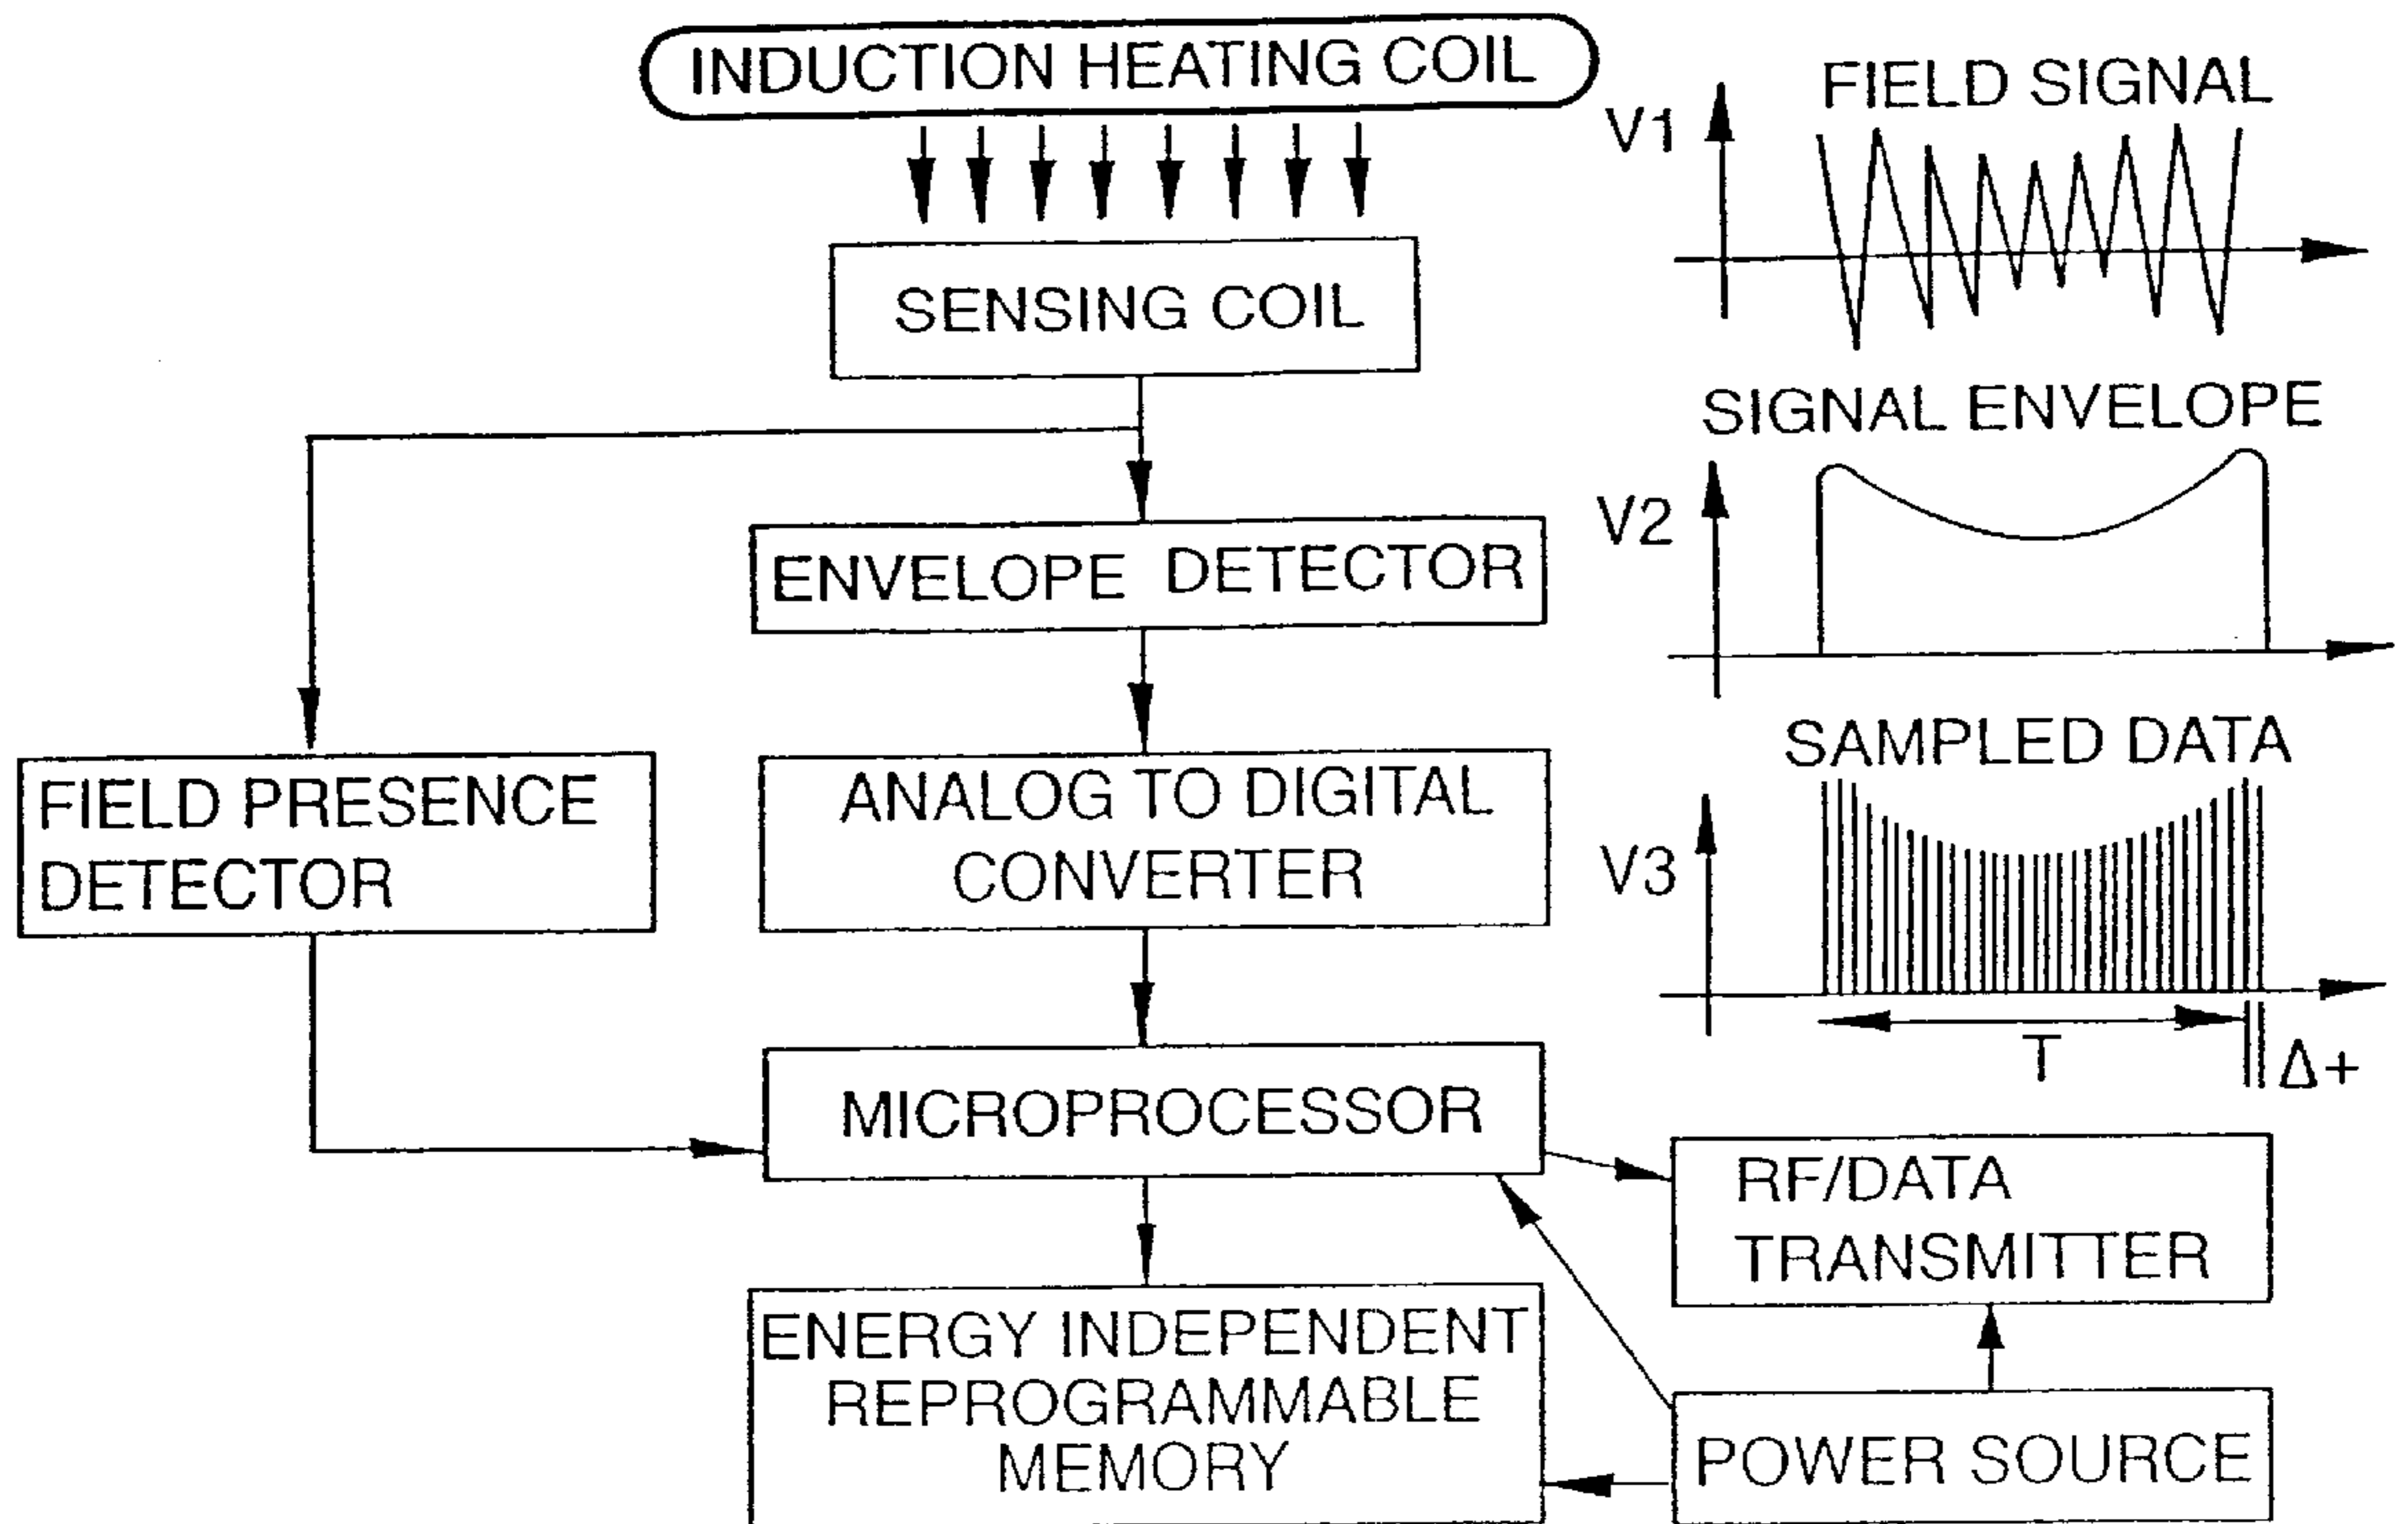 INDUCTION HEATING COIL
V1
FIELD SIGNAL
SENSING COIL
SIGNAL ENVELOPE
V2
ENVELOPE DETECTOR
SAMPLED DATA
V3
FIELD PRESENCE
DETECTOR
ANALOG TO DIGITAL
CONVERTER
T
Δ+
MICROPROCESSOR
RF/DATA
TRANSMITTER
ENERGY INDEPENDENT
REPROGRAMMABLE
MEMORY
POWER SOURCE